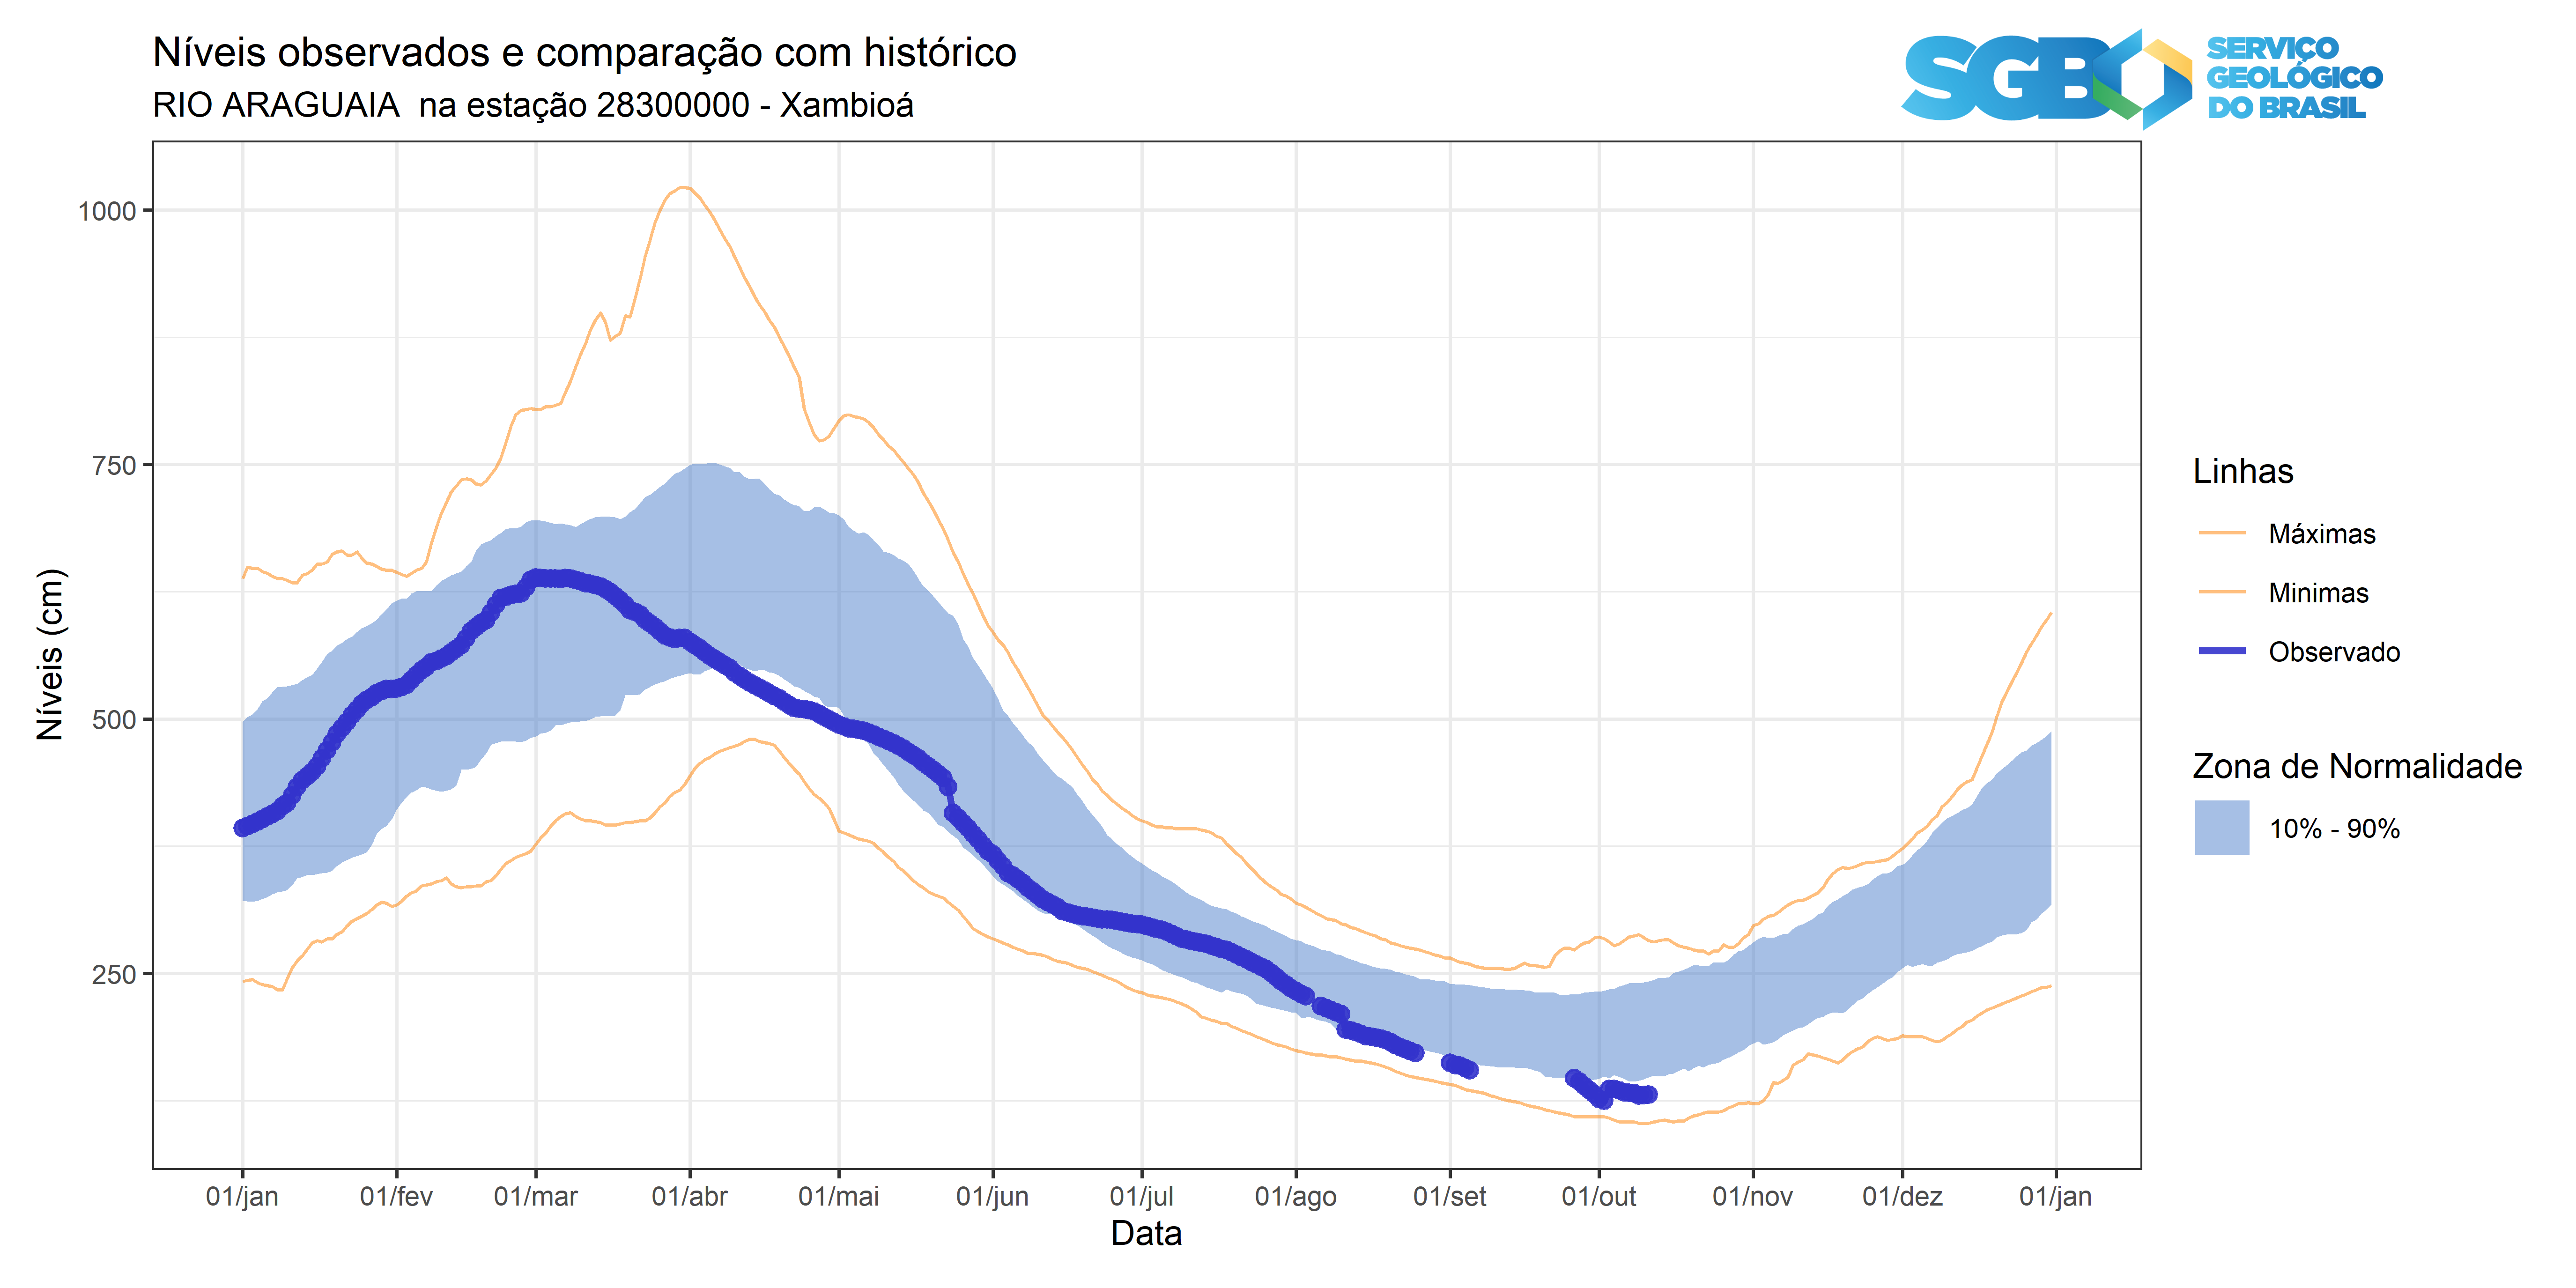 Níveis observados e comparação com histórico
RIO ARAGUAIA  na estação 28300000 - Xambioá
SGB
SERVIÇO
GEOLÓGICO
DO BRASIL
Níveis (cm)
1000
750
500
250
01/jan
01/fev
01/mar
01/abr
01/mai
01/jun
01/jul
01/ago
01/set
01/out
01/nov
01/dez
01/jan
Data
Linhas
Máximas
Minimas
Observado
Zona de Normalidade
10% - 90%